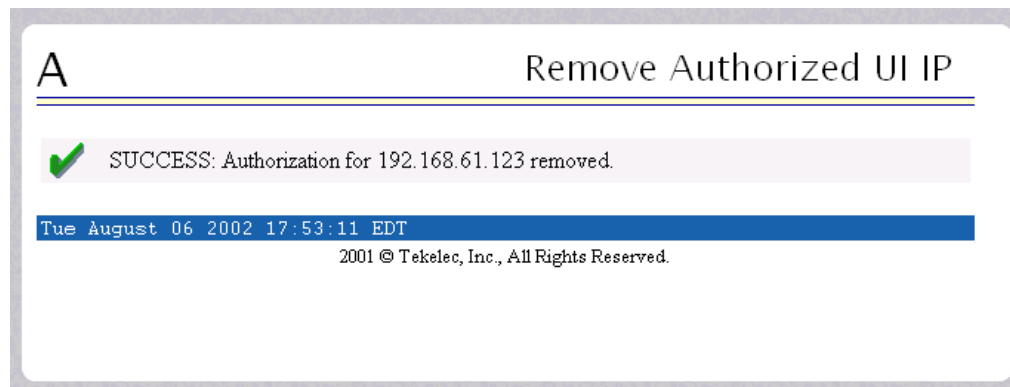 A
Remove Authorized UI IP
SUCCESS: Authorization for 192.168.61.123 removed.
Tue August 06 2002 17:53:11 EDT
2001 © Tekelec, Inc., All Rights Reserved.